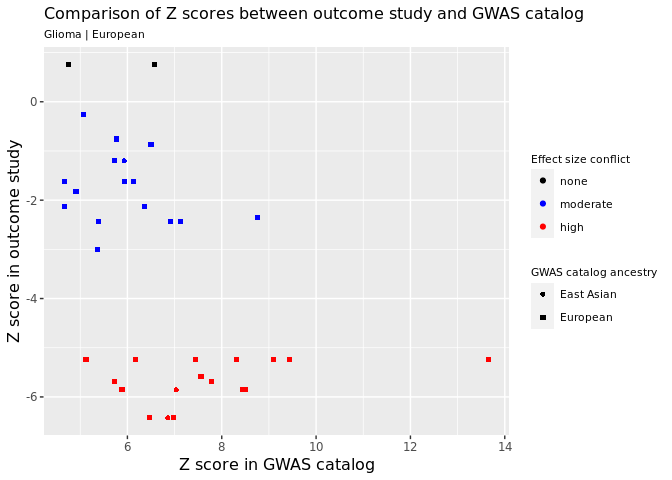 Comparison of Z scores between outcome study and GWAS catalog
Glioma | European
Z score in outcome study
0
-2
-4
-6
6
8
10
12
14
Z score in GWAS catalog
Effect size conflict
none
moderate
high
GWAS catalog ancestry
East Asian
European